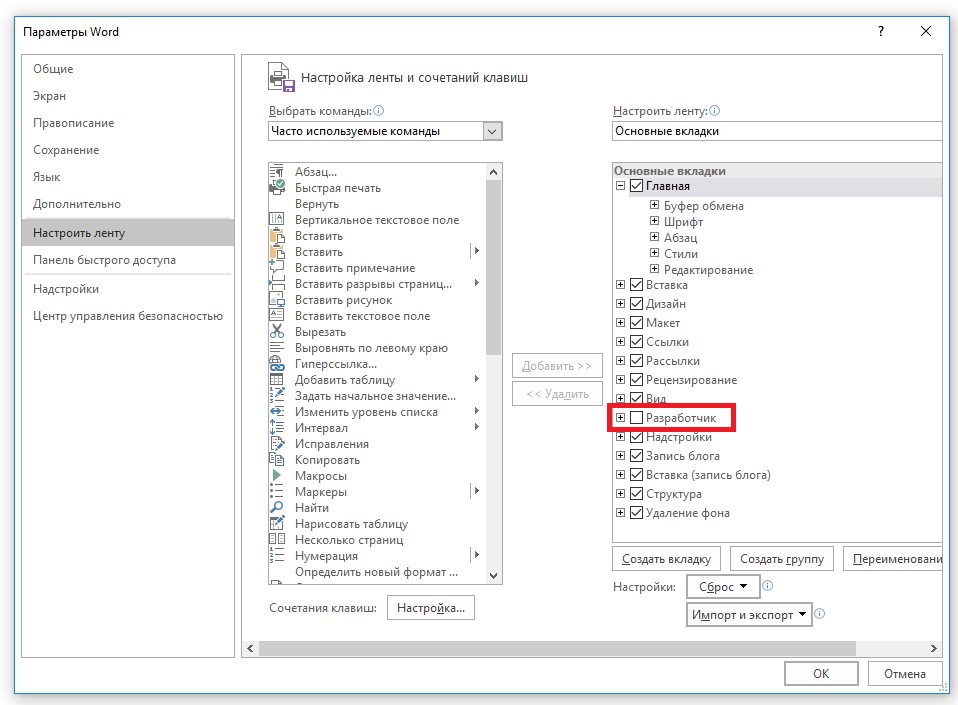 Параметры Word
?
Общие
Экран
Правописание
Сохранение
Язык
Дополнительно
Настроить ленту
Панель быстрого доступа
Надстройки
Центр управления безопасностью
Настройка ленты и сочетаний клавиш
Выбрать команды:
Часто используемые команды
Абзац...
Быстрая печать
Вернуть
Вертикальное текстовое поле
Вставить
Вставить
Вставить примечание
Вставить разрывы страниц...
Вставить рисунок
Вставить текстовое поле
Вырезать
Выровнять по левому краю
Гиперссылка...
Добавить таблицу
Задать начальное значение...
Изменить уровень списка
Интервал
Исправления
Копировать
Макросы
Маркеры
Найти
Нарисовать таблицу
Несколько страниц
Нумерация
Определить новый формат ...
Сочетания клавиш:
Настройка...
Добавить >>
<< Удалить
Настроить ленту:
Основные вкладки
Основные вкладки
Главная
Буфер обмена
Шрифт
Абзац
Стили
Редактирование
Вставка
Дизайн
Макет
Ссылки
Рассылки
Рецензирование
Вид
Разработчик
Надстройки
Запись блога
Вставка (запись блога)
Структура
Удаление фона
Создать вкладку
Создать группу
Переименовани
Настройки:
Сброс
Импорт и экспорт
ОК
Отмена